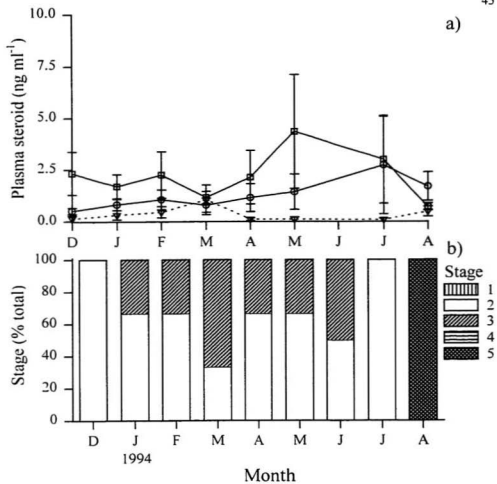 45
a)
Plasma steroid (ng ml⁻¹)
10.0
7.5
5.0
2.5
0.0
D J F M A M J J A
b)
Stage (% total)
100
80
60
40
20
0
Stage
1
2
3
4
5
D J F M A M J J A
1994
Month